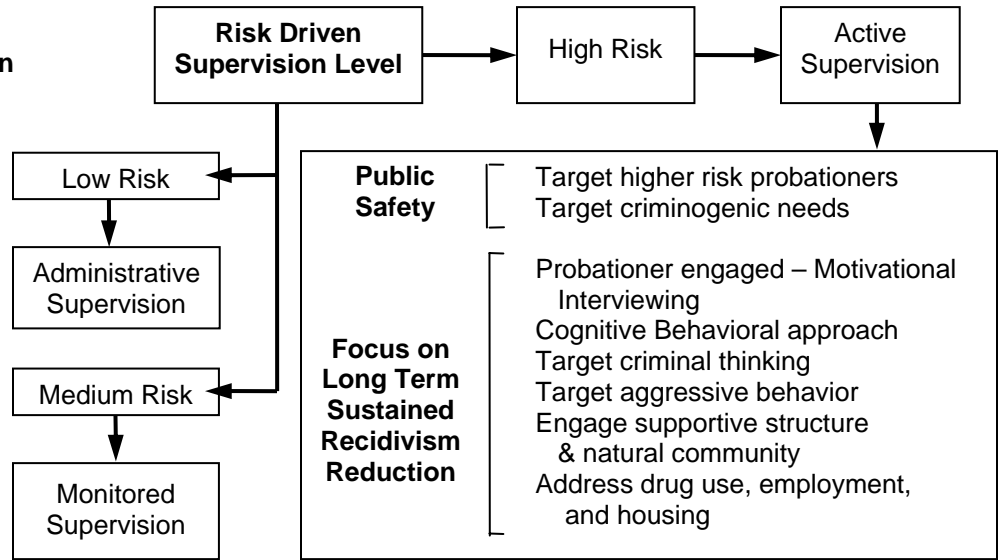 n
Risk Driven
Supervision Level
High Risk
Active
Supervision
Low Risk
Administrative
Supervision
Medium Risk
Monitored
Supervision
Public
Safety
Target higher risk probationers
Target criminogenic needs
Focus on
Long Term
Sustained
Recidivism
Reduction
Probationer engaged – Motivational
Interviewing
Cognitive Behavioral approach
Target criminal thinking
Target aggressive behavior
Engage supportive structure
& natural community
Address drug use, employment,
and housing